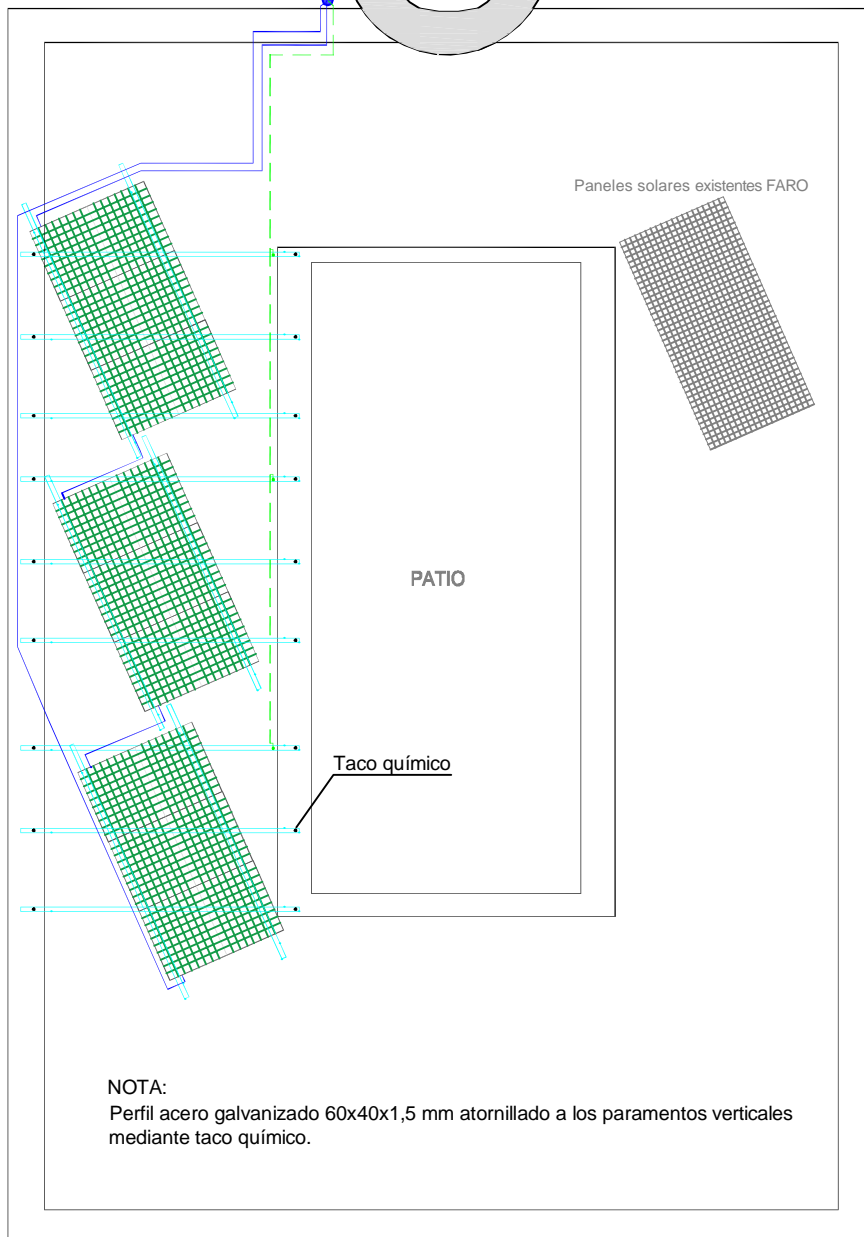 Paneles solares existentes FARO
PATIO
Taco químico
NOTA:
Perfil acero galvanizado 60x40x1,5 mm atornillado a los paramentos verticales
mediante taco químico.